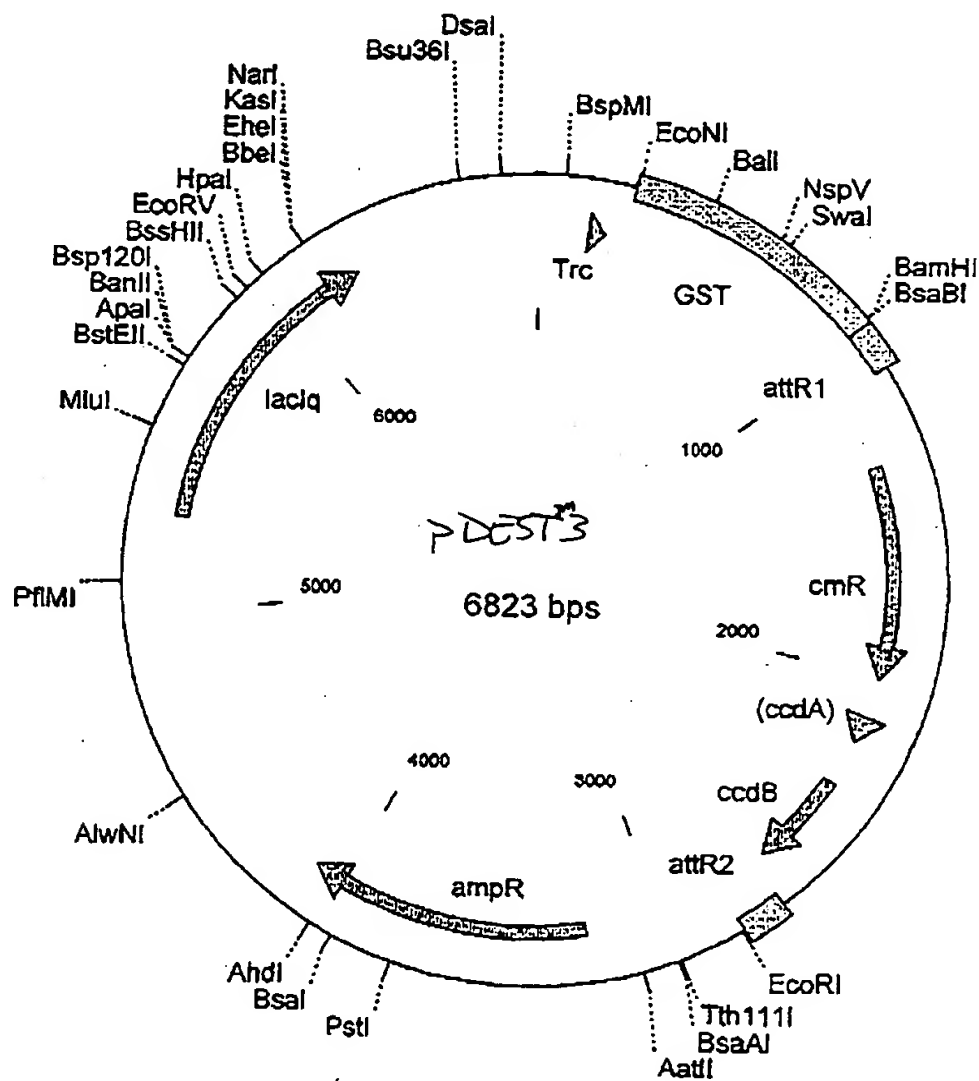 DsaI
Bsu36I
NarI
KasI
EheI
BbeI
HpaI
EcoRV
BssHII
Bsp120I
BanII
ApaI
BstEII
MluI
PflMI
AlwNI
AhdI
BsaI
PstI
BspMI
EcoNI
BalI
NspV
SwaI
BamHI
BsaBI
Trc
GST
attR1
lacIq
6000
1000
pDEST™3
6823 bps
5000
cmR
2000
(ccdA)
4000
3000
ccdB
attR2
ampR
EcoRI
Tth111I
BsaAI
AatII